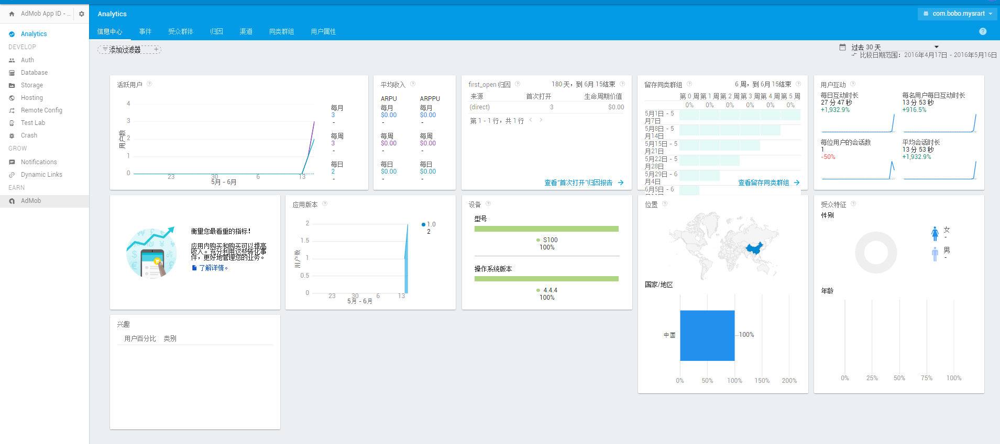 AdMob App ID - ...
Analytics
com.bobo.mysrart
信息中心 事件 受众群体 归因 渠道 同类群组 用户属性
Analytics
DEVELOP
Auth
Database
Storage
Hosting
Remote Config
Test Lab
Crash
GROW
Notifications
Dynamic Links
EARN
AdMob
添加过滤器 +
过去 30 天
比较日期范围：2016年4月17日 - 2016年5月16日
活跃用户
4
3
2
1
0
用户数
23 30 6 13
5月 - 6月
每月
3
-
每周
3
-
每日
2
-
平均收入
ARPU ARPPU
每月 每月
$0.00 $0.00
- -
每周 每周
$0.00 $0.00
- -
每日 每日
$0.00 $0.00
- -
first_open 归因 180 天，到 6月 15结束
来源 首次打开 生命周期价值
(direct) 3 $0.00
第 1 - 1 行，共 1 行
查看"首次打开"归因报告
留存同类群组 6 周，到 6月 15结束
第 0 周 第 1 周 第 2 周 第 3 周 第 4 周 第 5 周
0% 0% 0% 0% 0% 0%
5月1日 - 5
月7日
5月8日 - 5
月14日
5月15日 - 5
月21日
5月22日 - 5
月28日
5月29日 - 6
月4日
6月5日 - 6
查看留存同类群组
用户互动
每日互动时长 每名用户每日互动时长
27 分 47 秒 13 分 53 秒
+1,932.9% +916.5%
每位用户的会话数 平均会话时长
1 13 分 53 秒
-50% +1,932.9%
衡量您最看重的指标！
应用内购买和购买可以提高
收入。充分利用这些转化事
件，更好地管理您的业务。
了解详情。
应用版本
2
1.5
1
0.5
0
用户数
23 30 6 13
5月 - 6月
1.0
2
设备
型号
S100
100%
操作系统版本
4.4.4
100%
位置
国家/地区
中国
100%
0% 50% 100% 150% 200%
受众特征
性别
女
-
男
-
年龄
0% 25% 50% 75% 100%
兴趣
用户百分比 类别